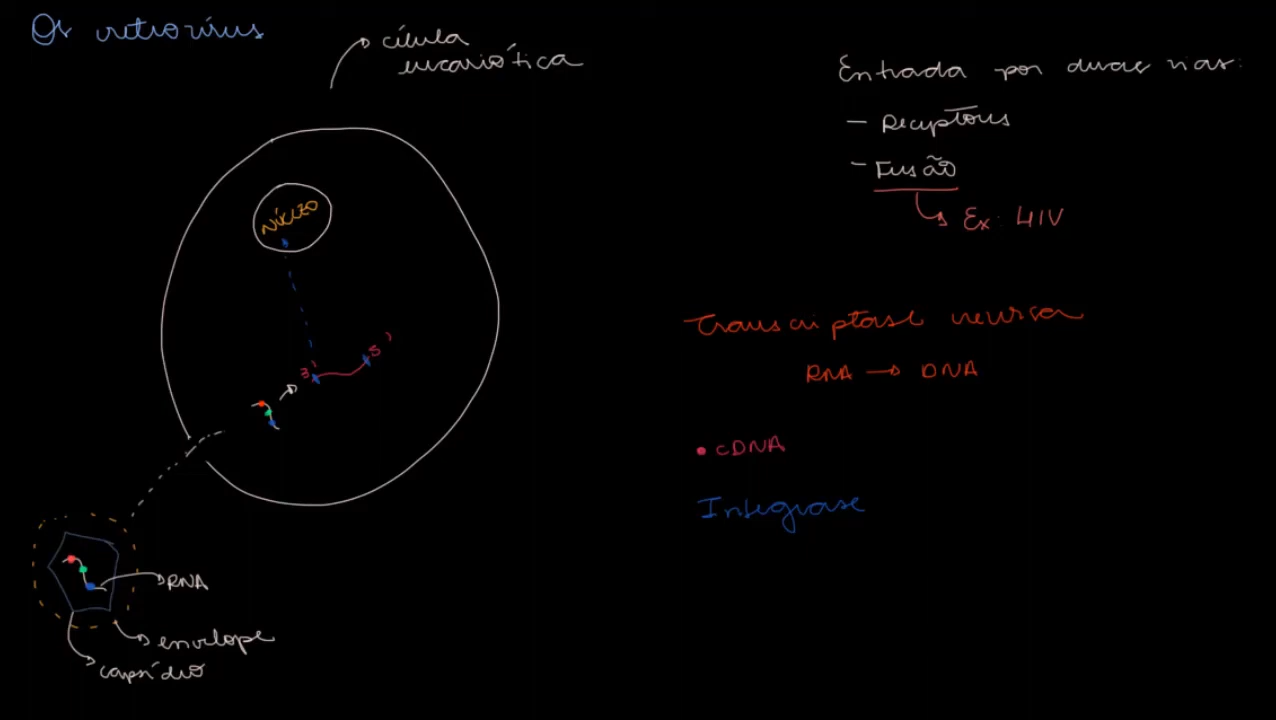 Os retrovírus
célula
eucariótica
NÚCLEO
3'
5'
RNA
envelope
capsídio
Entrada por duas vias:
- Receptores
- Fusão
Ex: HIV
Transcriptase reversa
RNA → DNA
• cDNA
Integrase